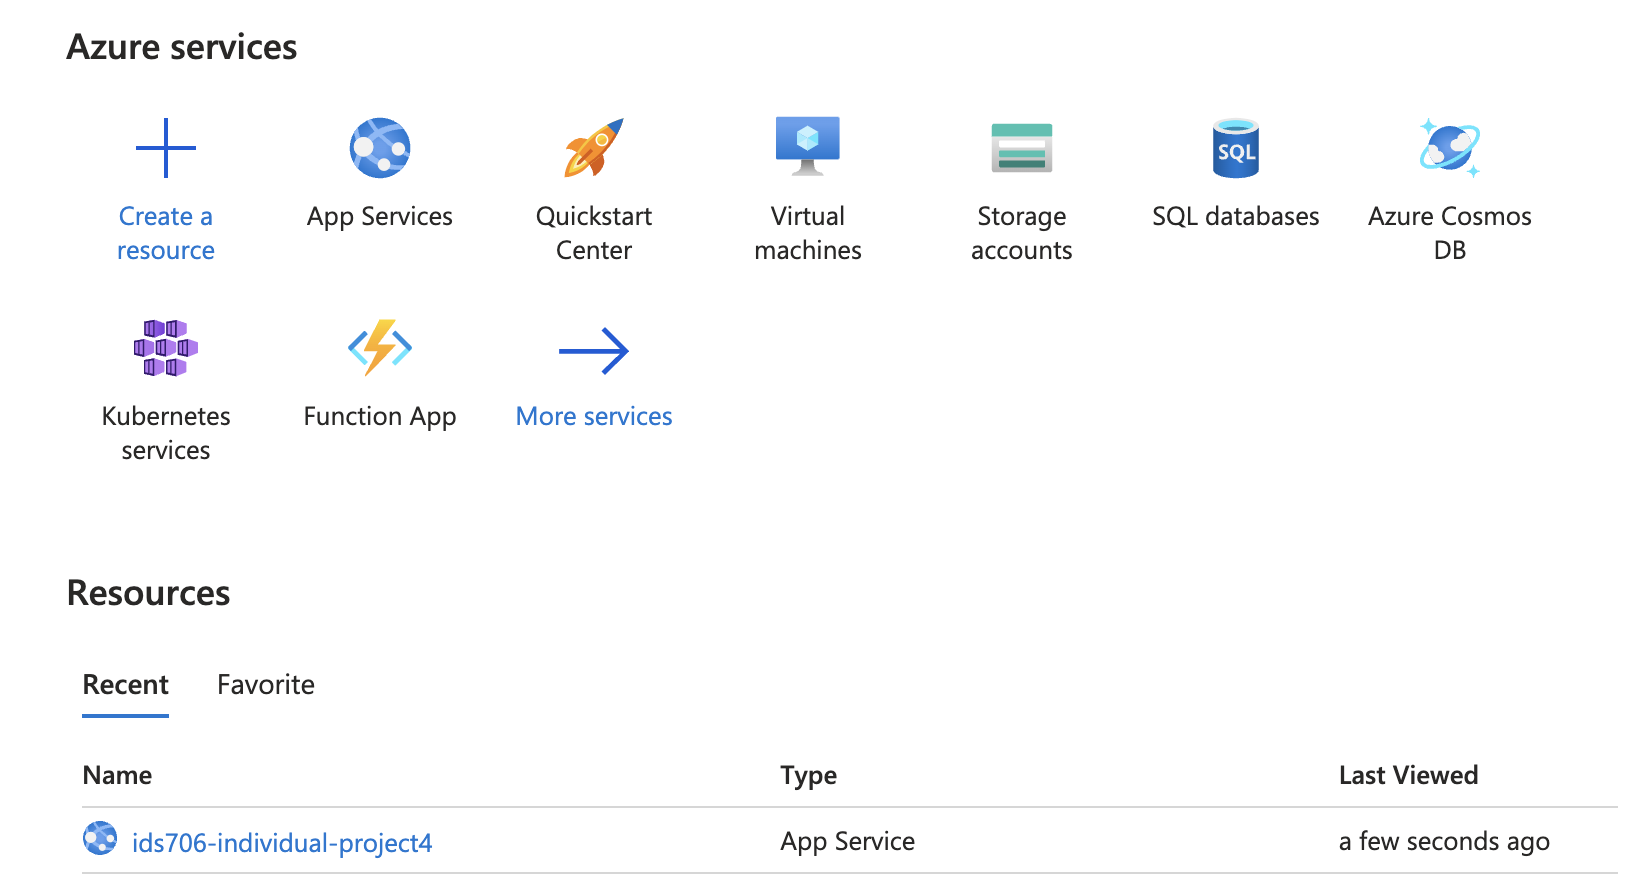 Azure services
Create a
resource
App Services
Quickstart
Center
Virtual
machines
Storage
accounts
SQL
SQL databases
Azure Cosmos
DB
Kubernetes
services
Function App
More services
Resources
Recent Favorite
Name Type Last Viewed
ids706-individual-project4 App Service a few seconds ago